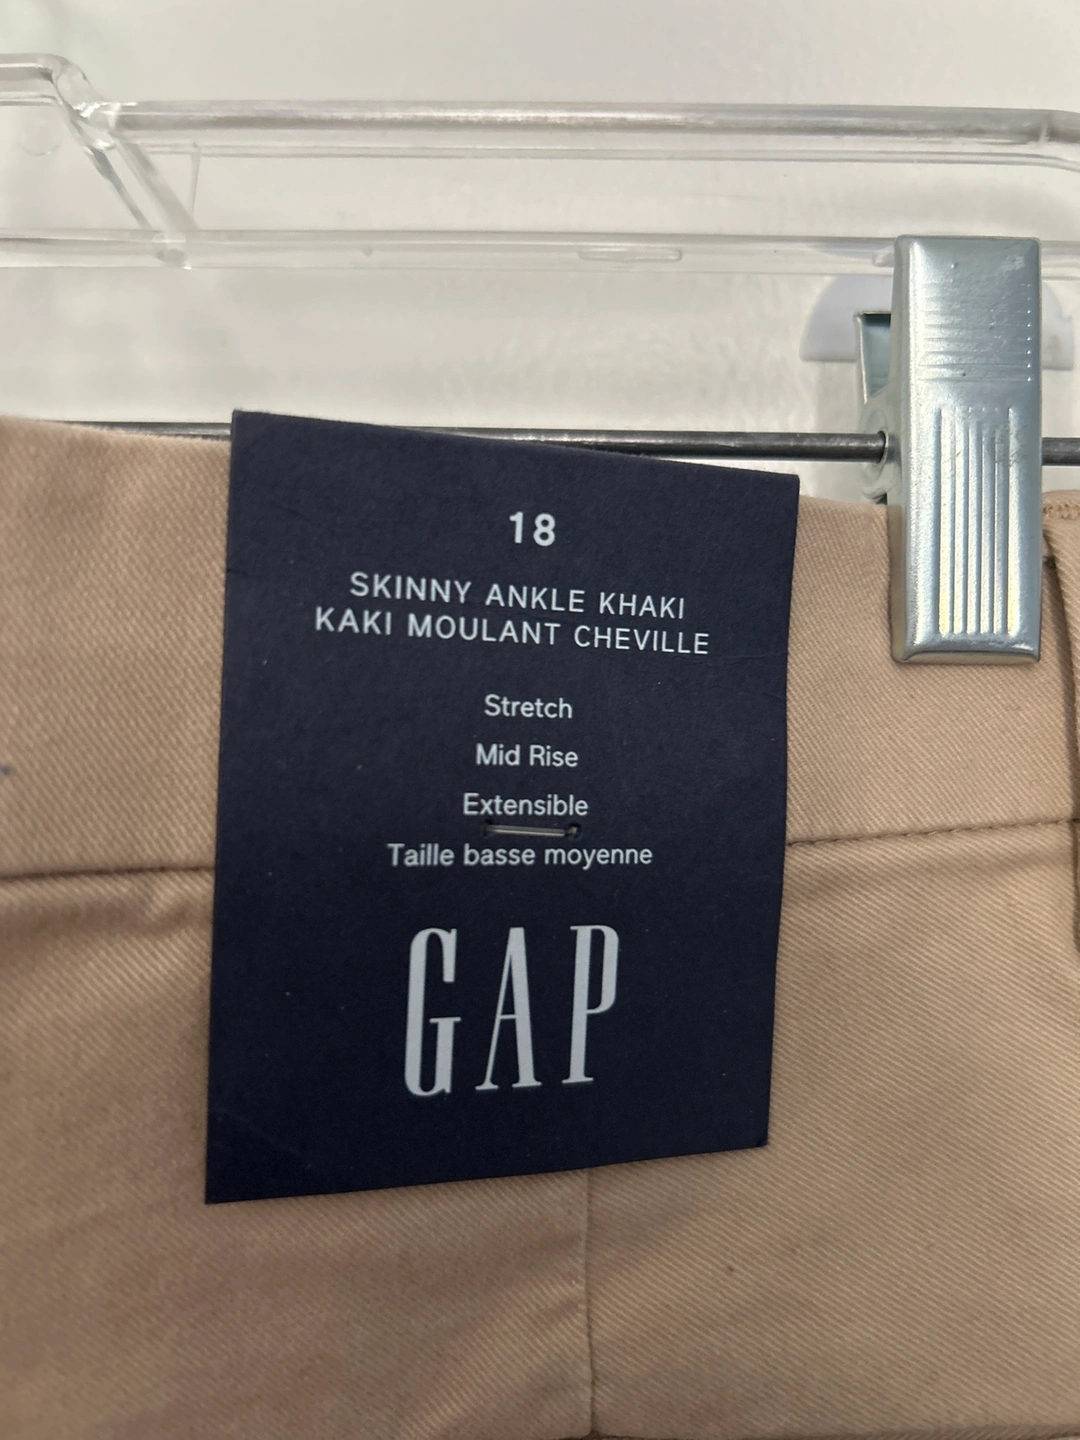 18
SKINNY ANKLE KHAKI
KAKI MOULANT CHEVILLE
Stretch
Mid Rise
Extensible
Taille basse moyenne
GAP